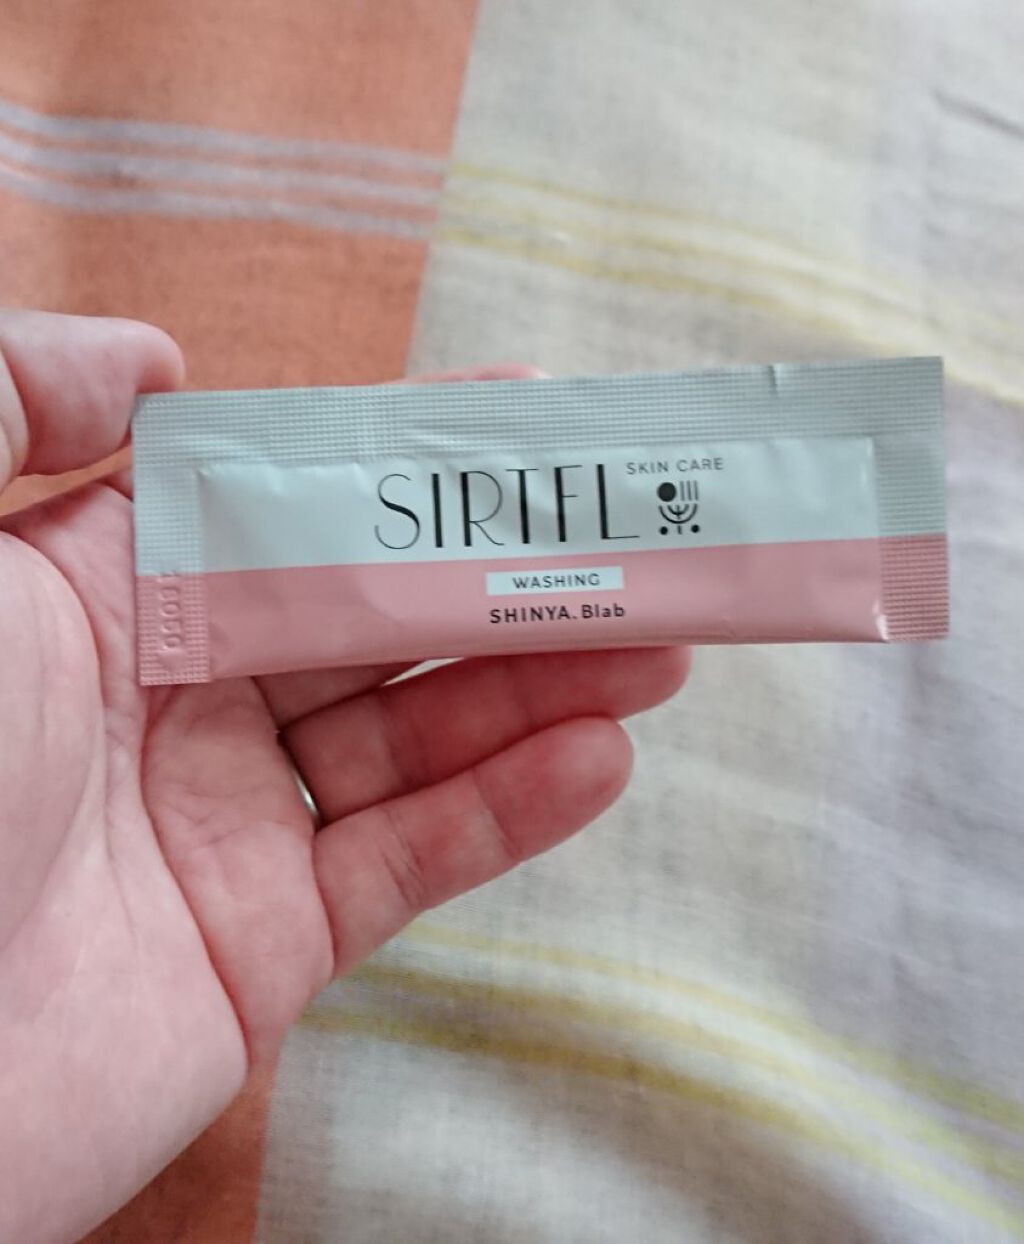 SIRTFL
SKIN CARE
WASHING
SHINYA. Blab